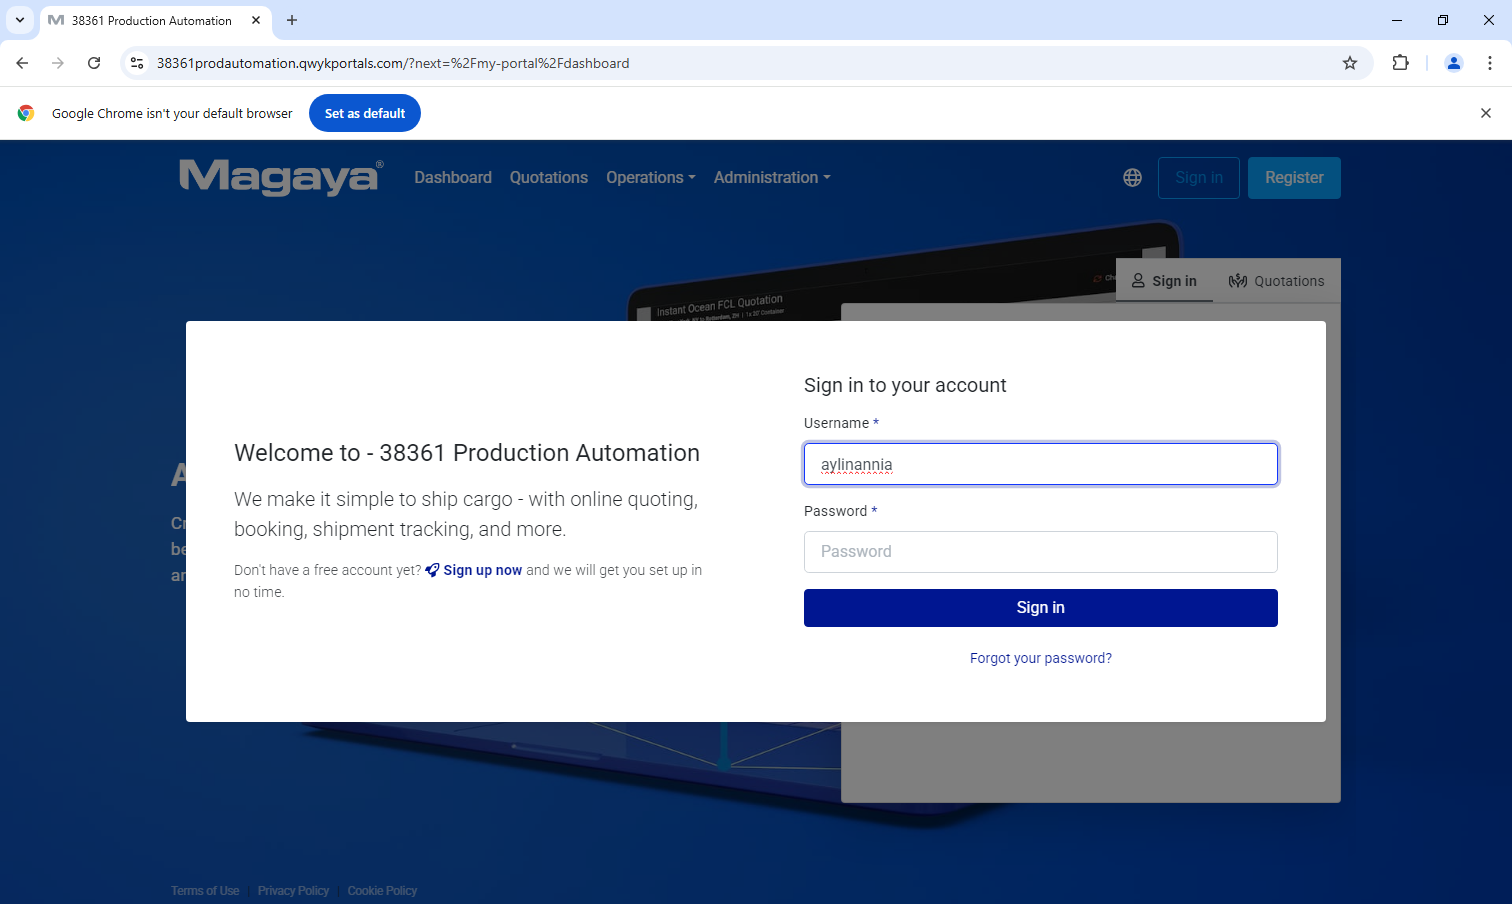 38361 Production Automation
38361prodautomation.qwykportals.com/?next=%2Fmy-portal%2Fdashboard
Google Chrome isn't your default browser
Set as default
Magaya®
Dashboard
Quotations
Operations
Administration
Sign in
Register
Instant Ocean FCL Quotation
Sign in
Quotations
Welcome to - 38361 Production Automation
We make it simple to ship cargo - with online quoting,
booking, shipment tracking, and more.
Don't have a free account yet? Sign up now and we will get you set up in
no time.
Sign in to your account
Username *
aylinannia
Password *
Password
Sign in
Forgot your password?
Terms of Use
Privacy Policy
Cookie Policy